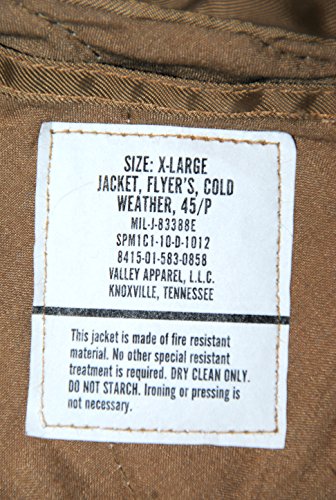 SIZE: X-LARGE
JACKET, FLYER'S, COLD
WEATHER, 45/P
MIL-J-83388E
SPM1C1-10-D-1012
8415-01-583-0858
VALLEY APPAREL, L.L.C.
KNOXVILLE, TENNESSEE
This jacket is made of fire resistant
material. No other special resistant
treatment is required. DRY CLEAN ONLY.
DO NOT STARCH. Ironing or pressing is
not necessary.